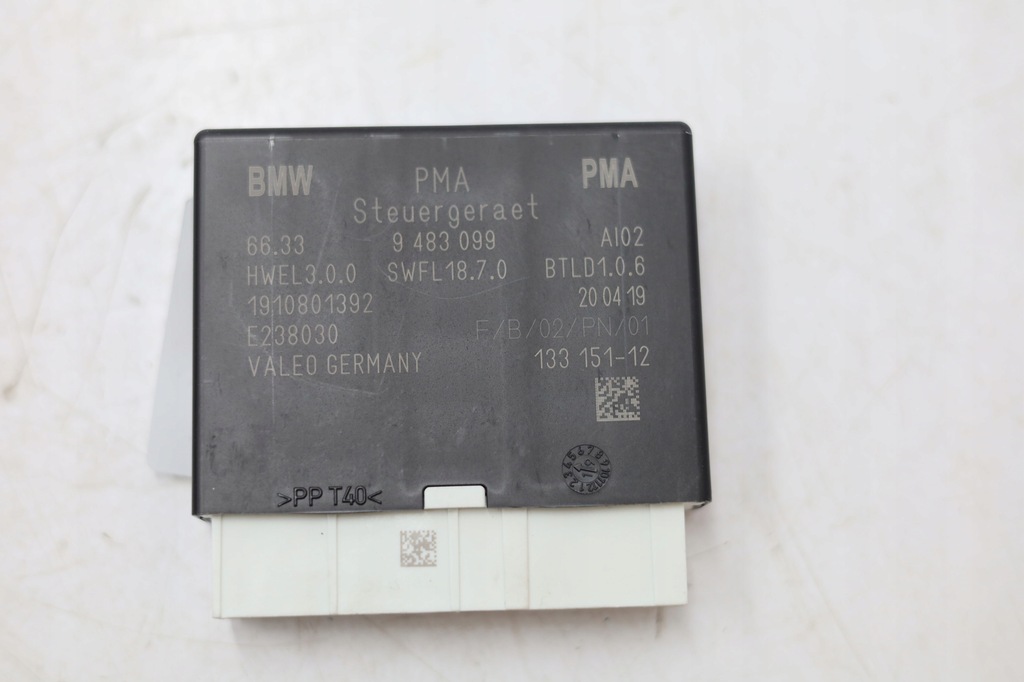 BMW PMA PMA
Steuergeraet
66.33 9 483 099 AI02
HWEL3.0.0 SWFL18.7.0 BTLD1.0.6
1910801392 20 04 19
E238030 F/B/02/PN/01
VALEO GERMANY 133 151-12
>PP T40<